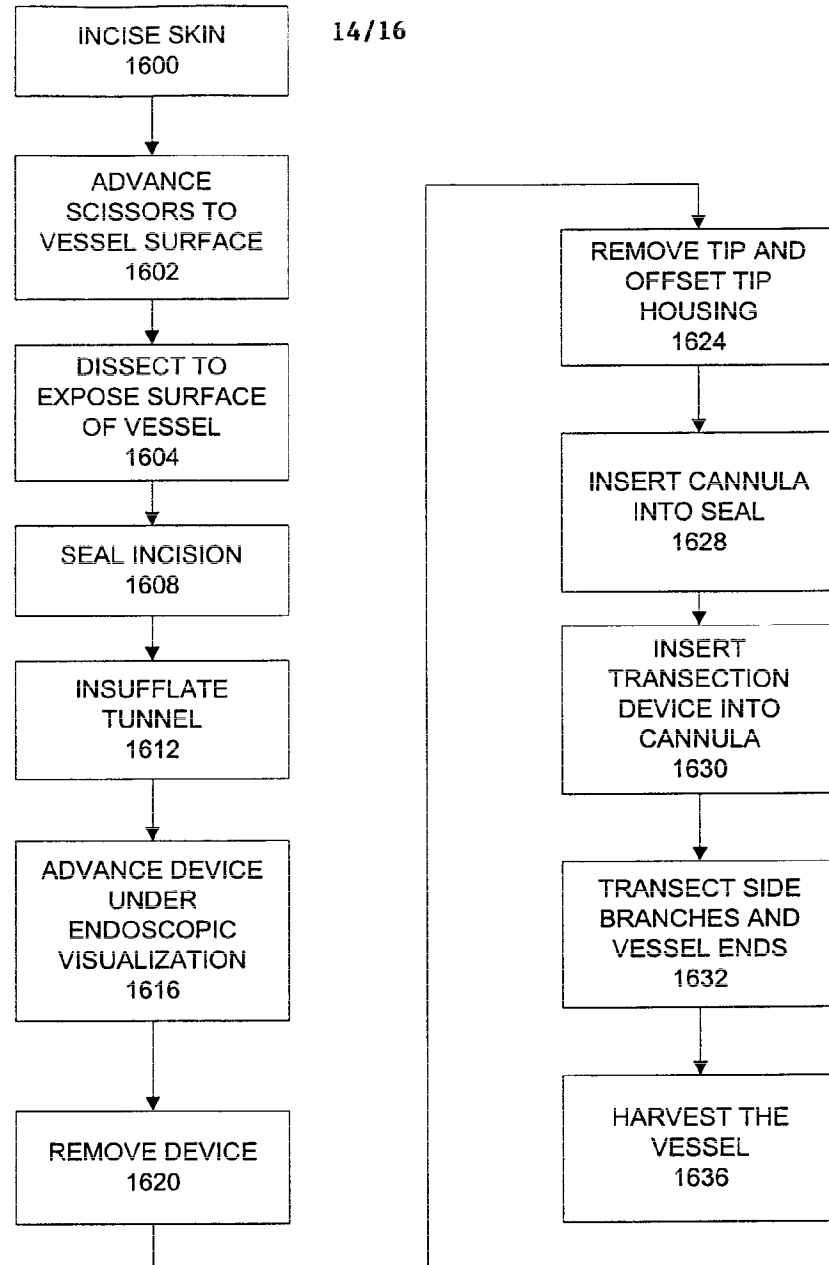 14/16
INCISE SKIN
1600
ADVANCE
SCISSORS TO
VESSEL SURFACE
1602
DISSECT TO
EXPOSE SURFACE
OF VESSEL
1604
SEAL INCISION
1608
INSUFFLATE
TUNNEL
1612
ADVANCE DEVICE
UNDER
ENDOSCOPIC
VISUALIZATION
1616
REMOVE DEVICE
1620
REMOVE TIP AND
OFFSET TIP
HOUSING
1624
INSERT CANNULA
INTO SEAL
1628
INSERT
TRANSECTION
DEVICE INTO
CANNULA
1630
TRANSECT SIDE
BRANCHES AND
VESSEL ENDS
1632
HARVEST THE
VESSEL
1636